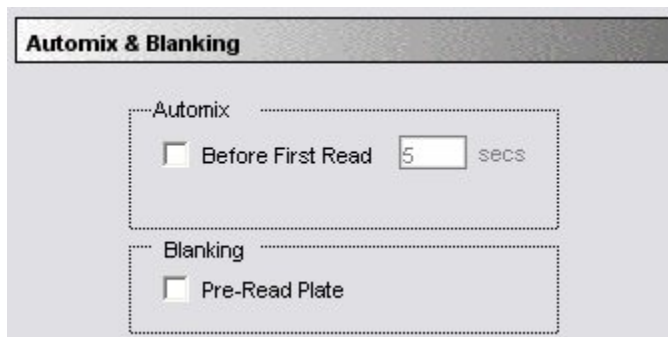 Automix & Blanking
Automix
Before First Read 5 secs
Blanking
Pre-Read Plate